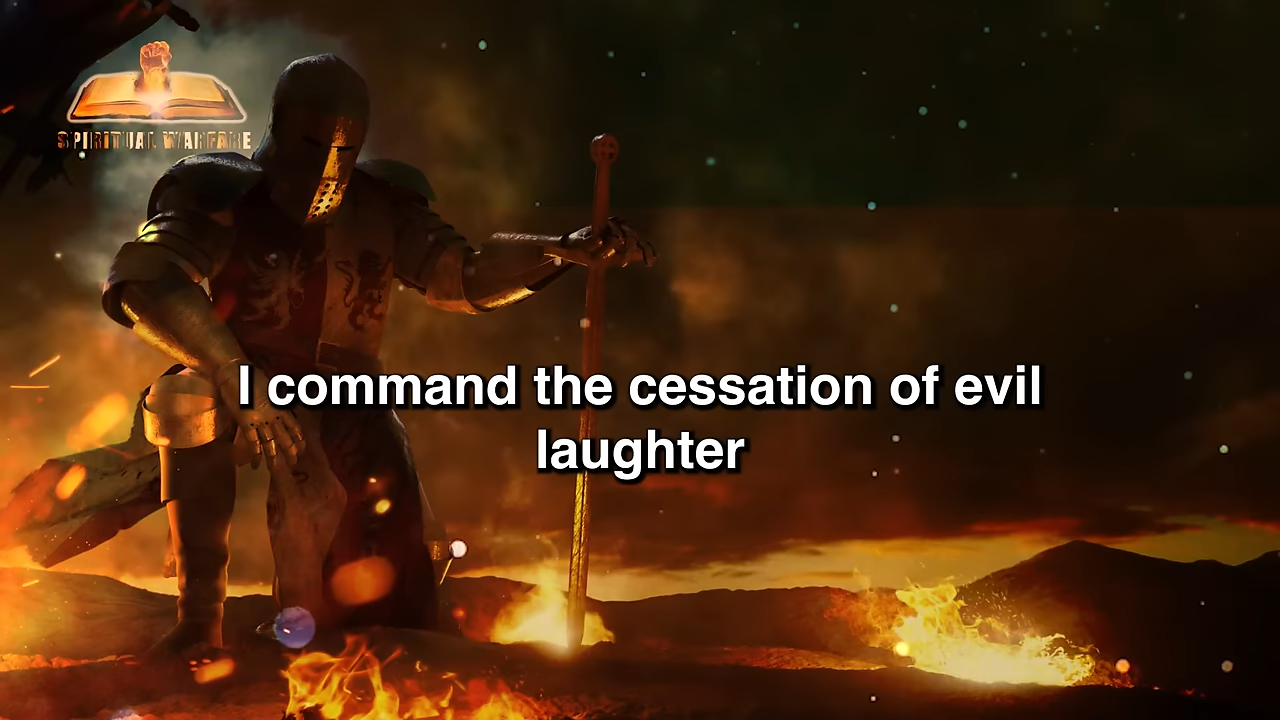 SPIRITUAL WARFARE
I command the cessation of evil
laughter